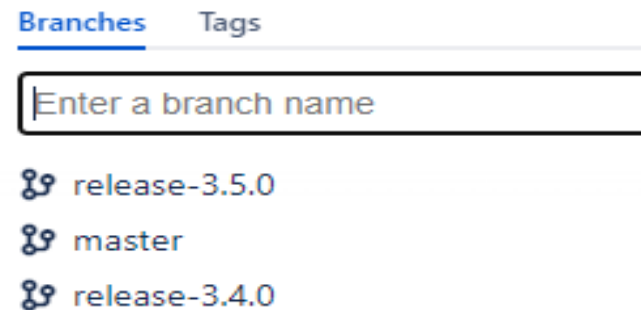 Branches Tags
Enter a branch name
release-3.5.0
master
release-3.4.0